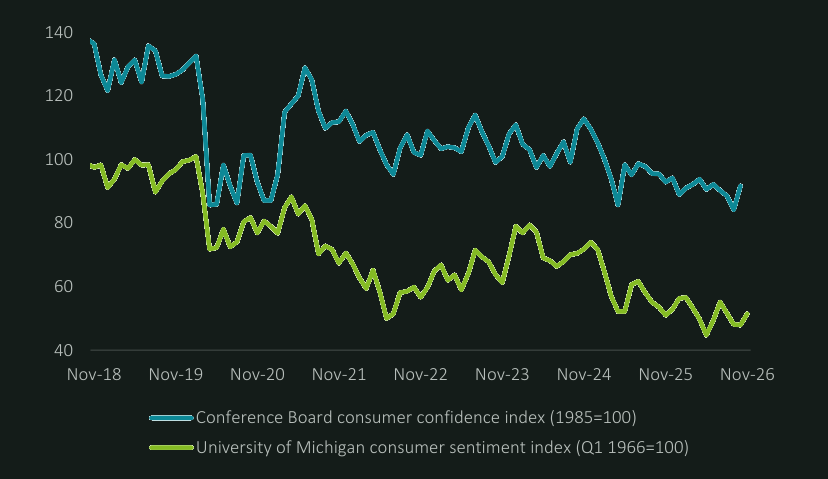 140
120
100
80
60
40
Nov-18 Nov-19 Nov-20 Nov-21 Nov-22 Nov-23 Nov-24 Nov-25 Nov-26
Conference Board consumer confidence index (1985=100)
University of Michigan consumer sentiment index (Q1 1966=100)